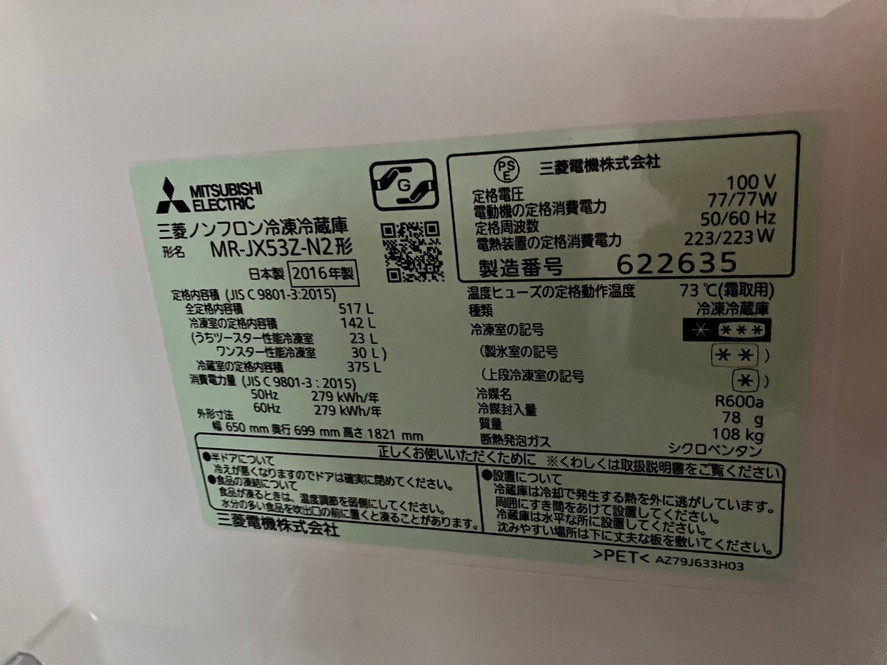 MITSUBISHI
ELECTRIC
G
三菱ノンフロン冷凍冷蔵庫
形名 MR-JX53Z-N2形
日本製 2016年製
定格内容積 (JIS C 9801-3:2015)
全定格内容積 517 L
冷凍室の定格内容積 142 L
(うちツースター性能冷凍室 23 L
ワンスター性能冷凍室 30 L)
冷蔵室の定格内容積 375 L
消費電力量 (JIS C 9801-3:2015)
50Hz 279 kWh/年
60Hz 279 kWh/年
外形寸法
幅 650 mm 奥行 699 mm 高さ 1821 mm
PS
E
三菱電機株式会社
定格電圧 100 V
電動機の定格消費電力 77/77W
定格周波数 50/60 Hz
電熱装置の定格消費電力 223/223W
製造番号 622635
温度ヒューズの定格動作温度 73 ℃(霜取用)
種類 冷凍冷蔵庫
冷凍室の記号 * ***
(製氷室の記号 **)
(上段冷凍室の記号 *)
冷媒名 R600a
冷媒封入量 78 g
質量 108 kg
断熱発泡ガス シクロペンタン
正しくお使いいただくために ※くわしくは取扱説明書をご覧ください
●半ドアについて
冷えが悪くなりますのでドアは確実に閉めてください。
●食品の凍結について
食品が凍るときは、温度調節を弱側にしてください。
水分の多い食品を吹出口の前に置くと凍ることがあります。
●設置について
冷蔵庫は冷却で発生する熱を外に逃がしています。
周囲にすき間をあけて設置してください。
冷蔵庫は水平な所に設置してください。
沈みやすい場所は下に丈夫な板を敷いてください。
三菱電機株式会社
>PET< AZ79J633H03